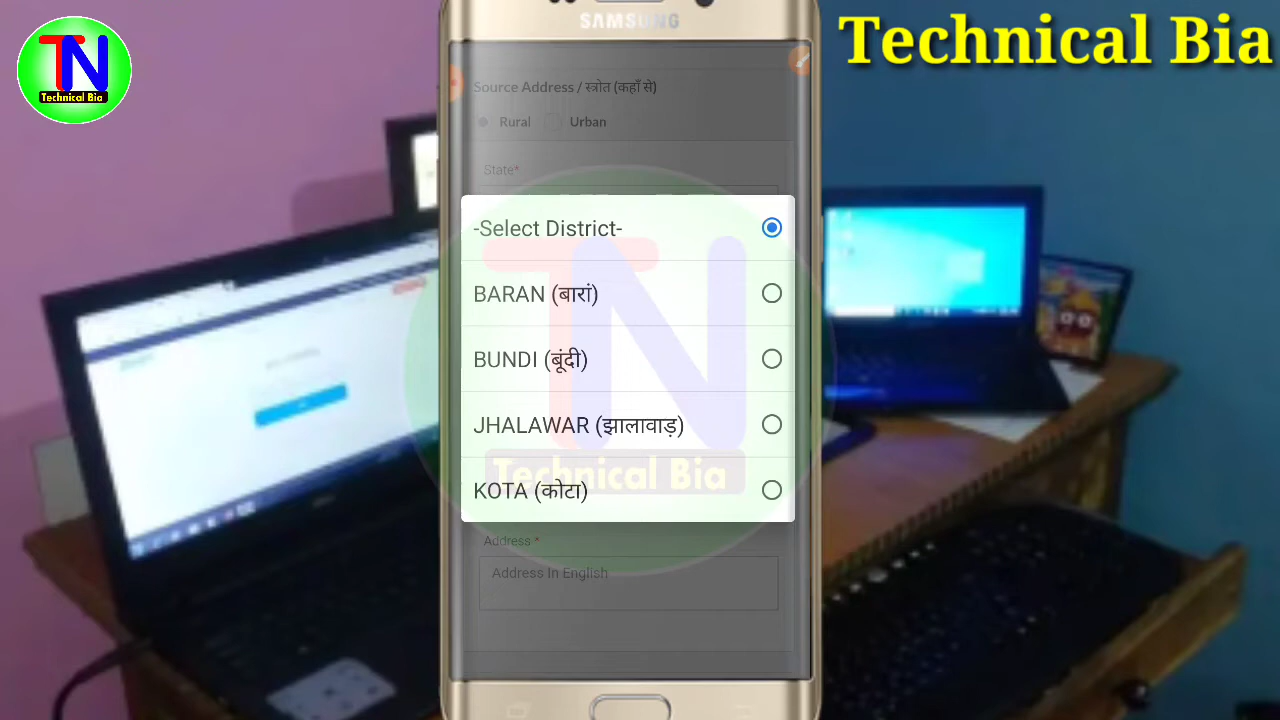 TN
Technical Bia
Technical Bia
SAMSUNG
Source Address / स्त्रोत (कहाँ से)
Rural Urban
State*
-Select District-
BARAN (बारां)
BUNDI (बूंदी)
JHALAWAR (झालावाड़)
KOTA (कोटा)
TN
Technical Bia
Address *
Address In English